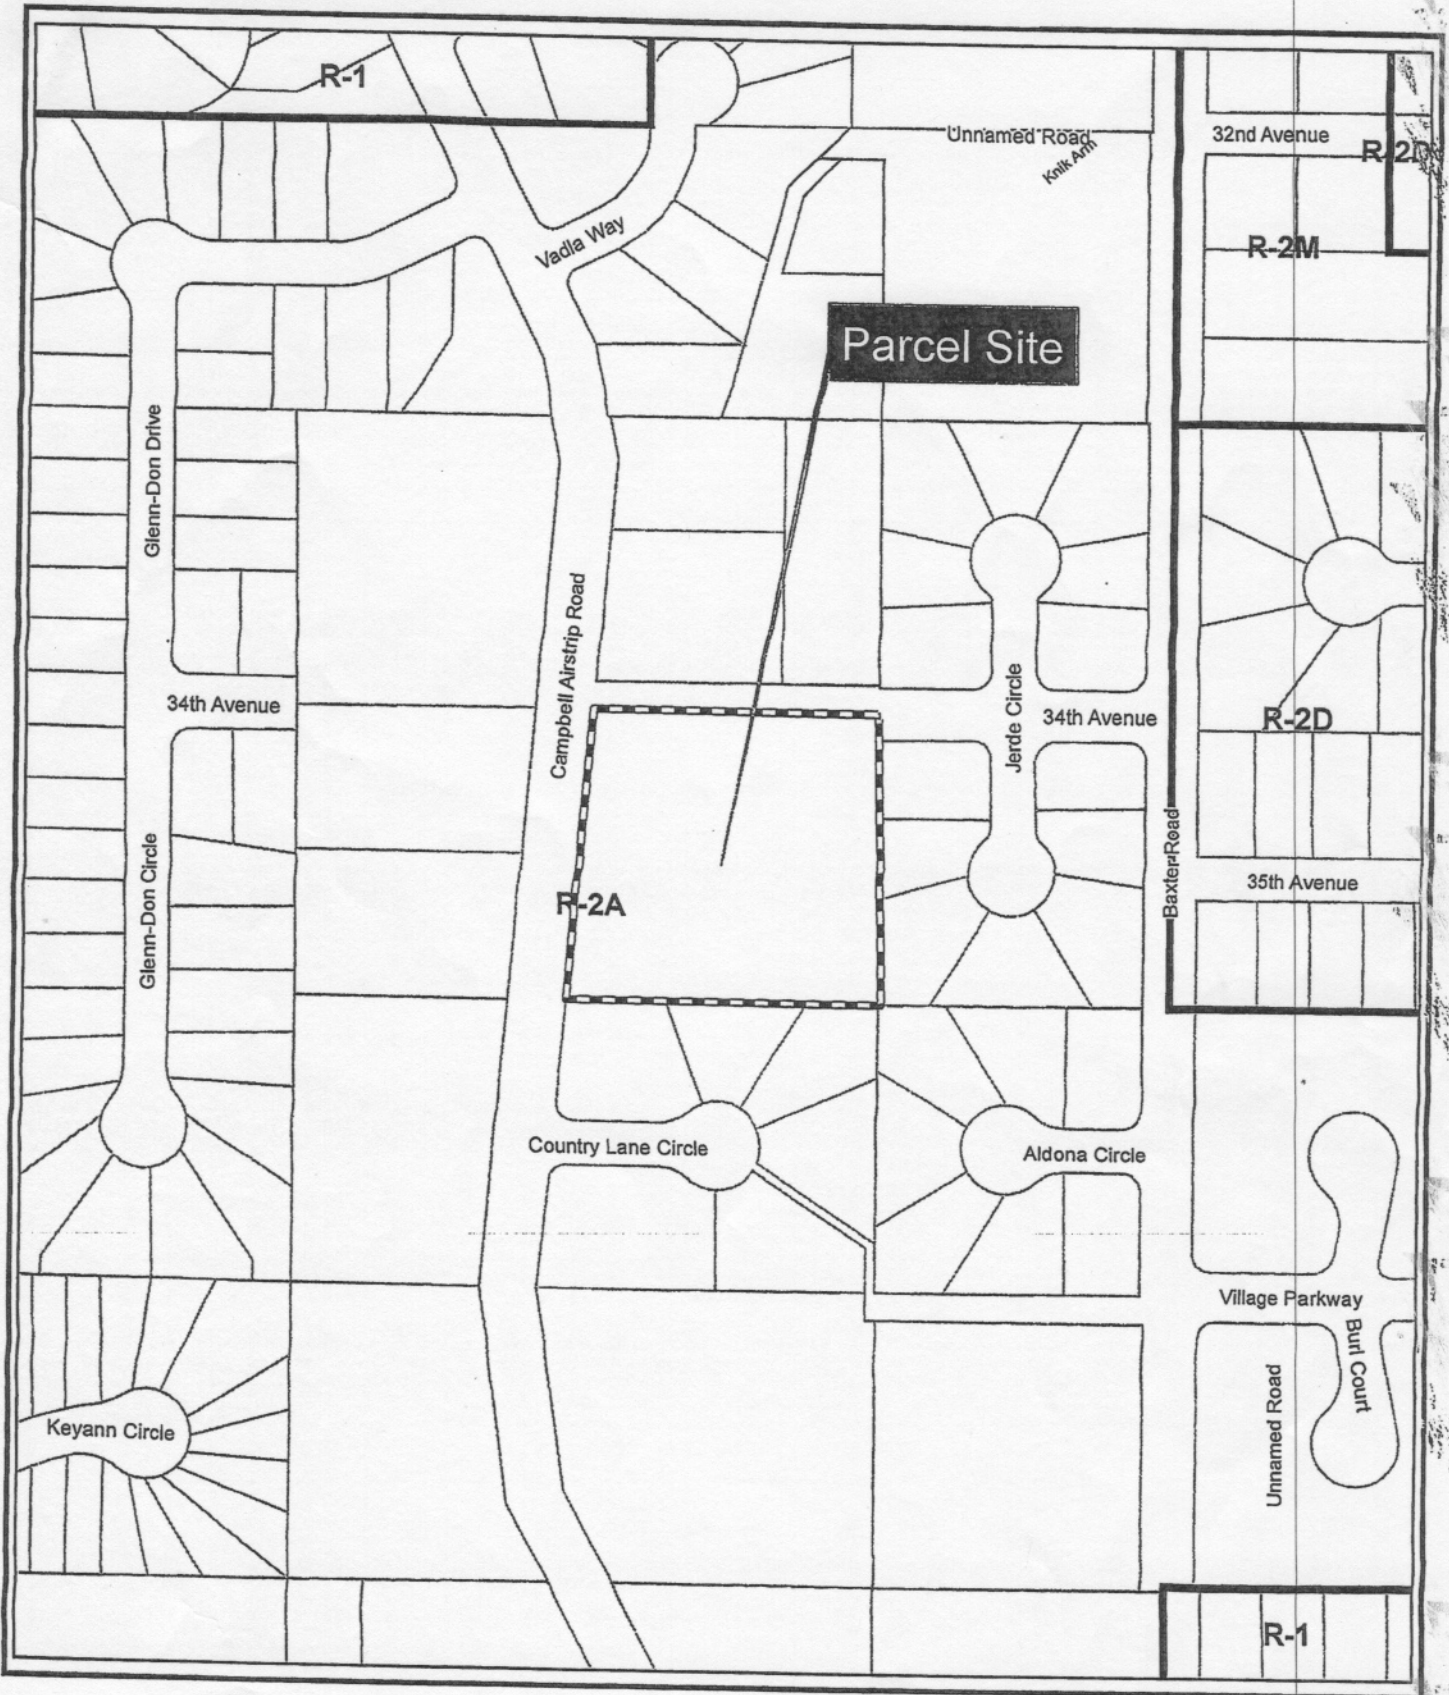 R-1
Unnamed Road
Knik Arm
32nd Avenue
R-2D
R-2M
Vadla Way
Parcel Site
Glenn-Don Drive
Campbell Airstrip Road
34th Avenue
Jerde Circle
34th Avenue
R-2D
Baxter Road
Glenn-Don Circle
R-2A
35th Avenue
Country Lane Circle
Aldona Circle
Village Parkway
Burl Court
Unnamed Road
Keyann Circle
R-1